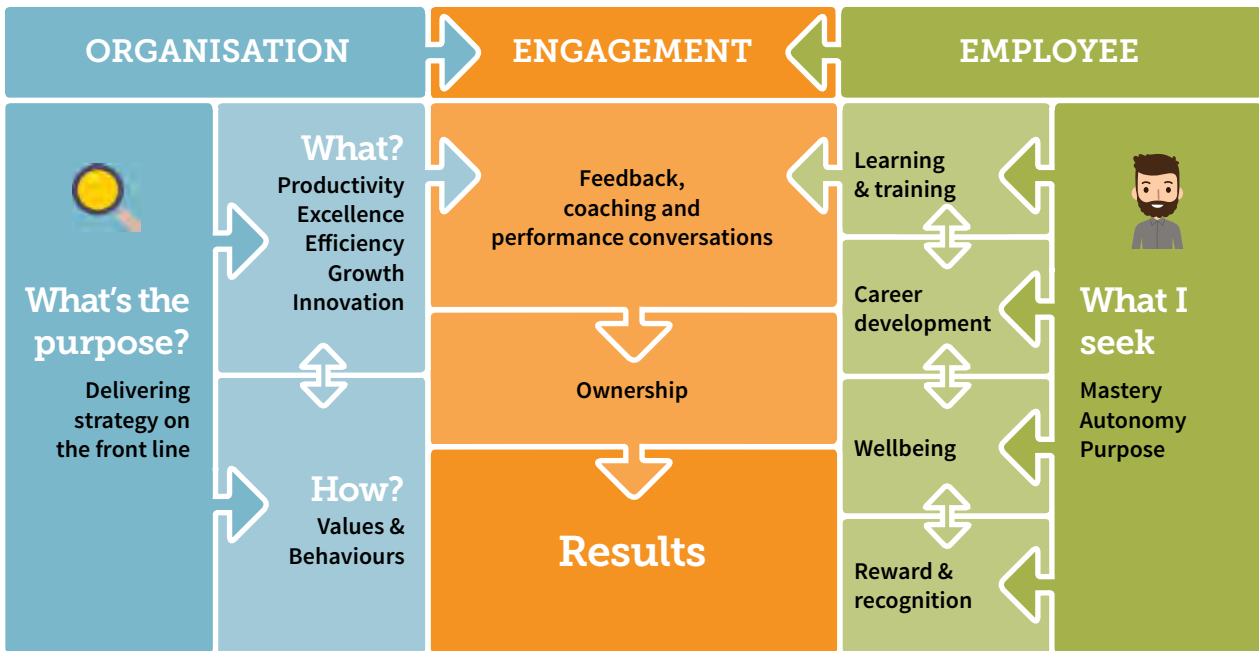 ORGANISATION
ENGAGEMENT
EMPLOYEE
What's the
purpose?
Delivering
strategy on
the front line
What?
Productivity
Excellence
Efficiency
Growth
Innovation
How?
Values &
Behaviours
Feedback,
coaching and
performance conversations
Ownership
Results
Learning
& training
Career
development
Wellbeing
Reward &
recognition
What I
seek
Mastery
Autonomy
Purpose